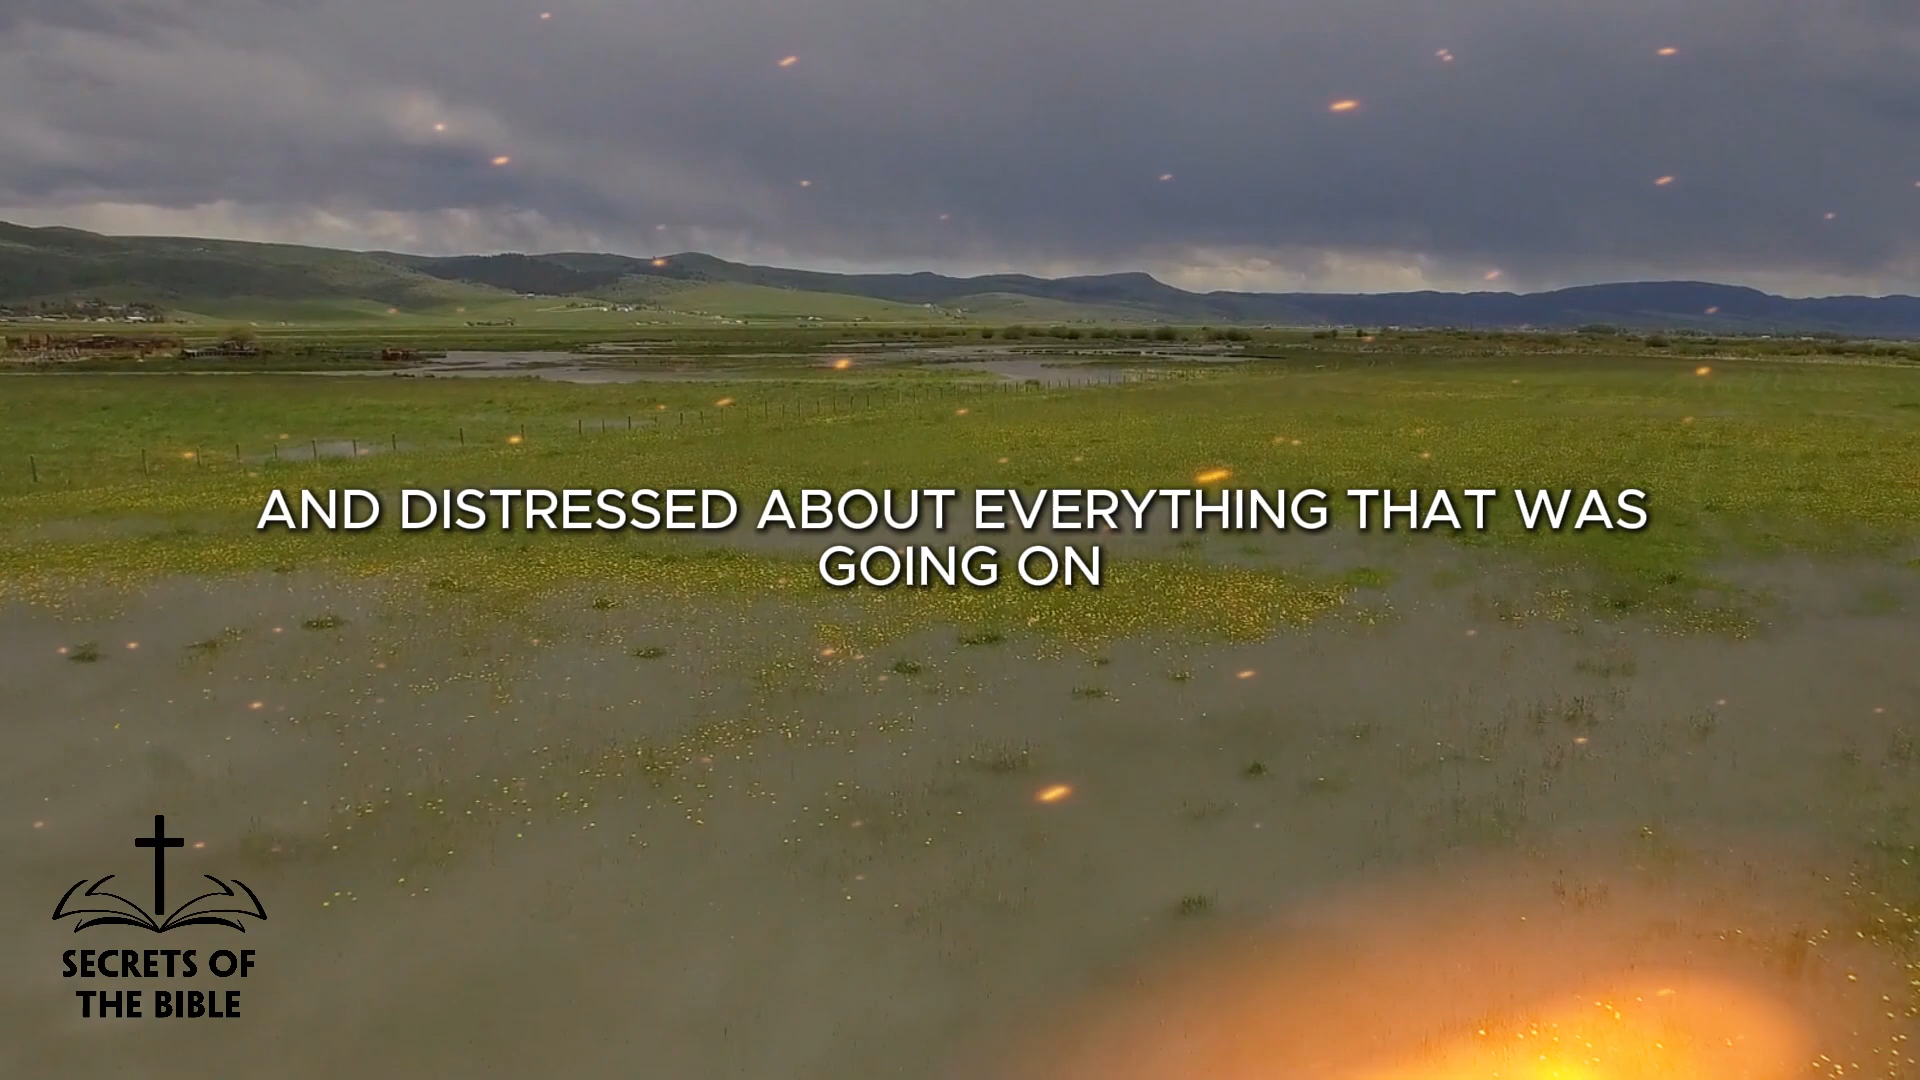 AND DISTRESSED ABOUT EVERYTHING THAT WAS
GOING ON
SECRETS OF
THE BIBLE